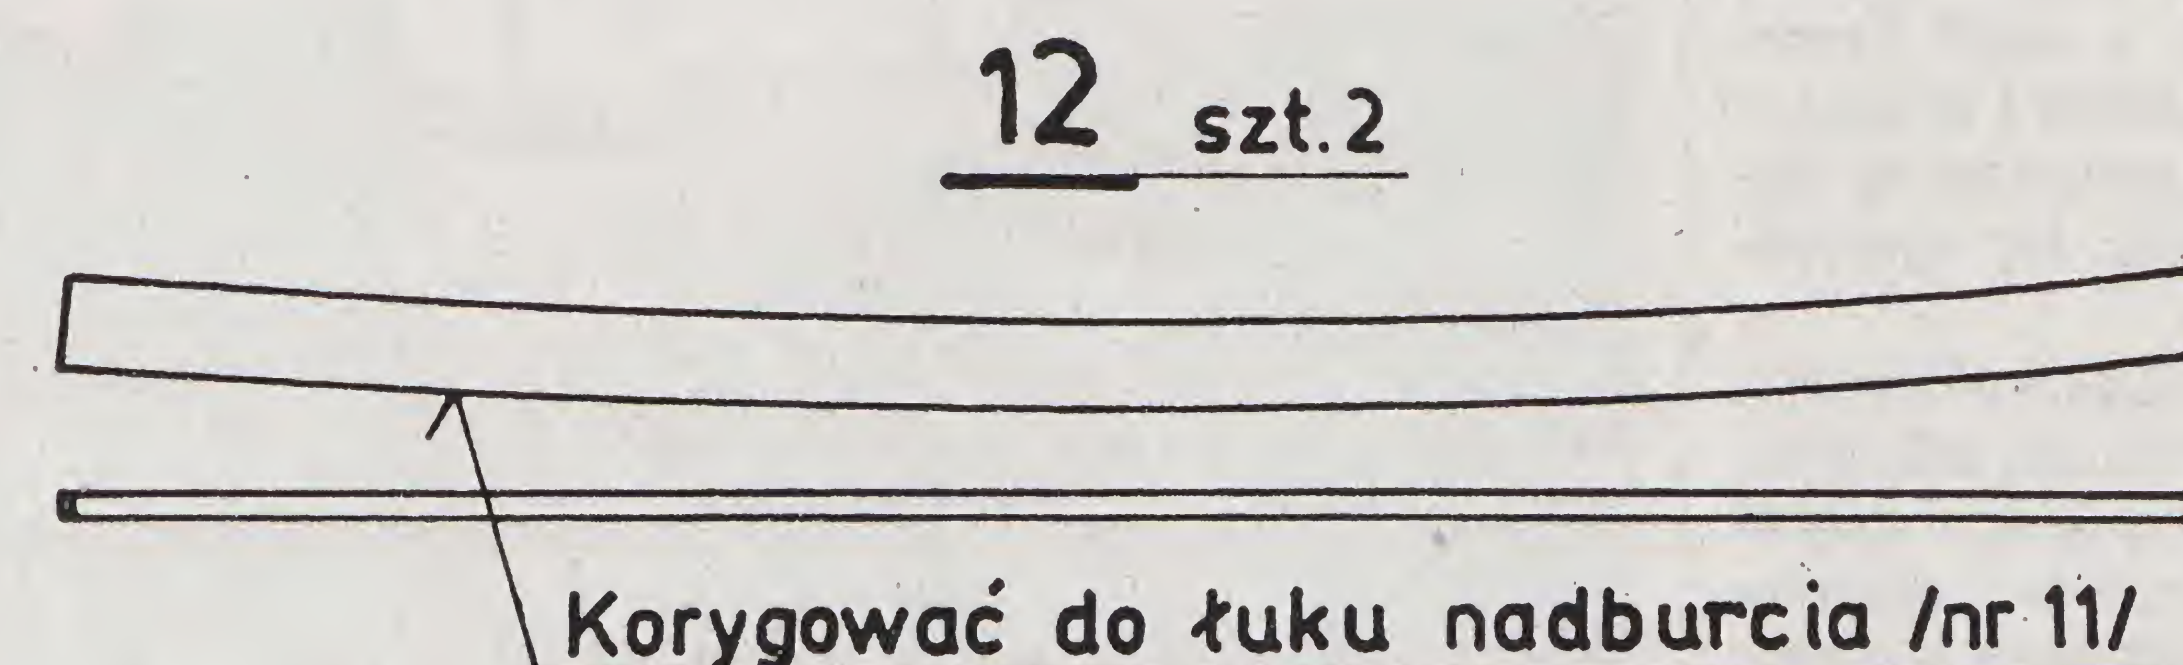 12 szt.2
Korygować do łuku nadburcia /nr 11/